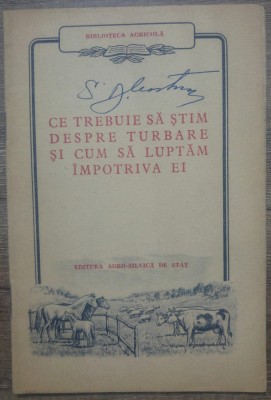 BIBLIOTECA AGRICOLĂ
CE TREBUIE SĂ ȘTIM
DESPRE TURBARE
ȘI CUM SĂ LUPTĂM
ÎMPOTRIVA EI
EDITURA AGRO-SILVICĂ DE STAT